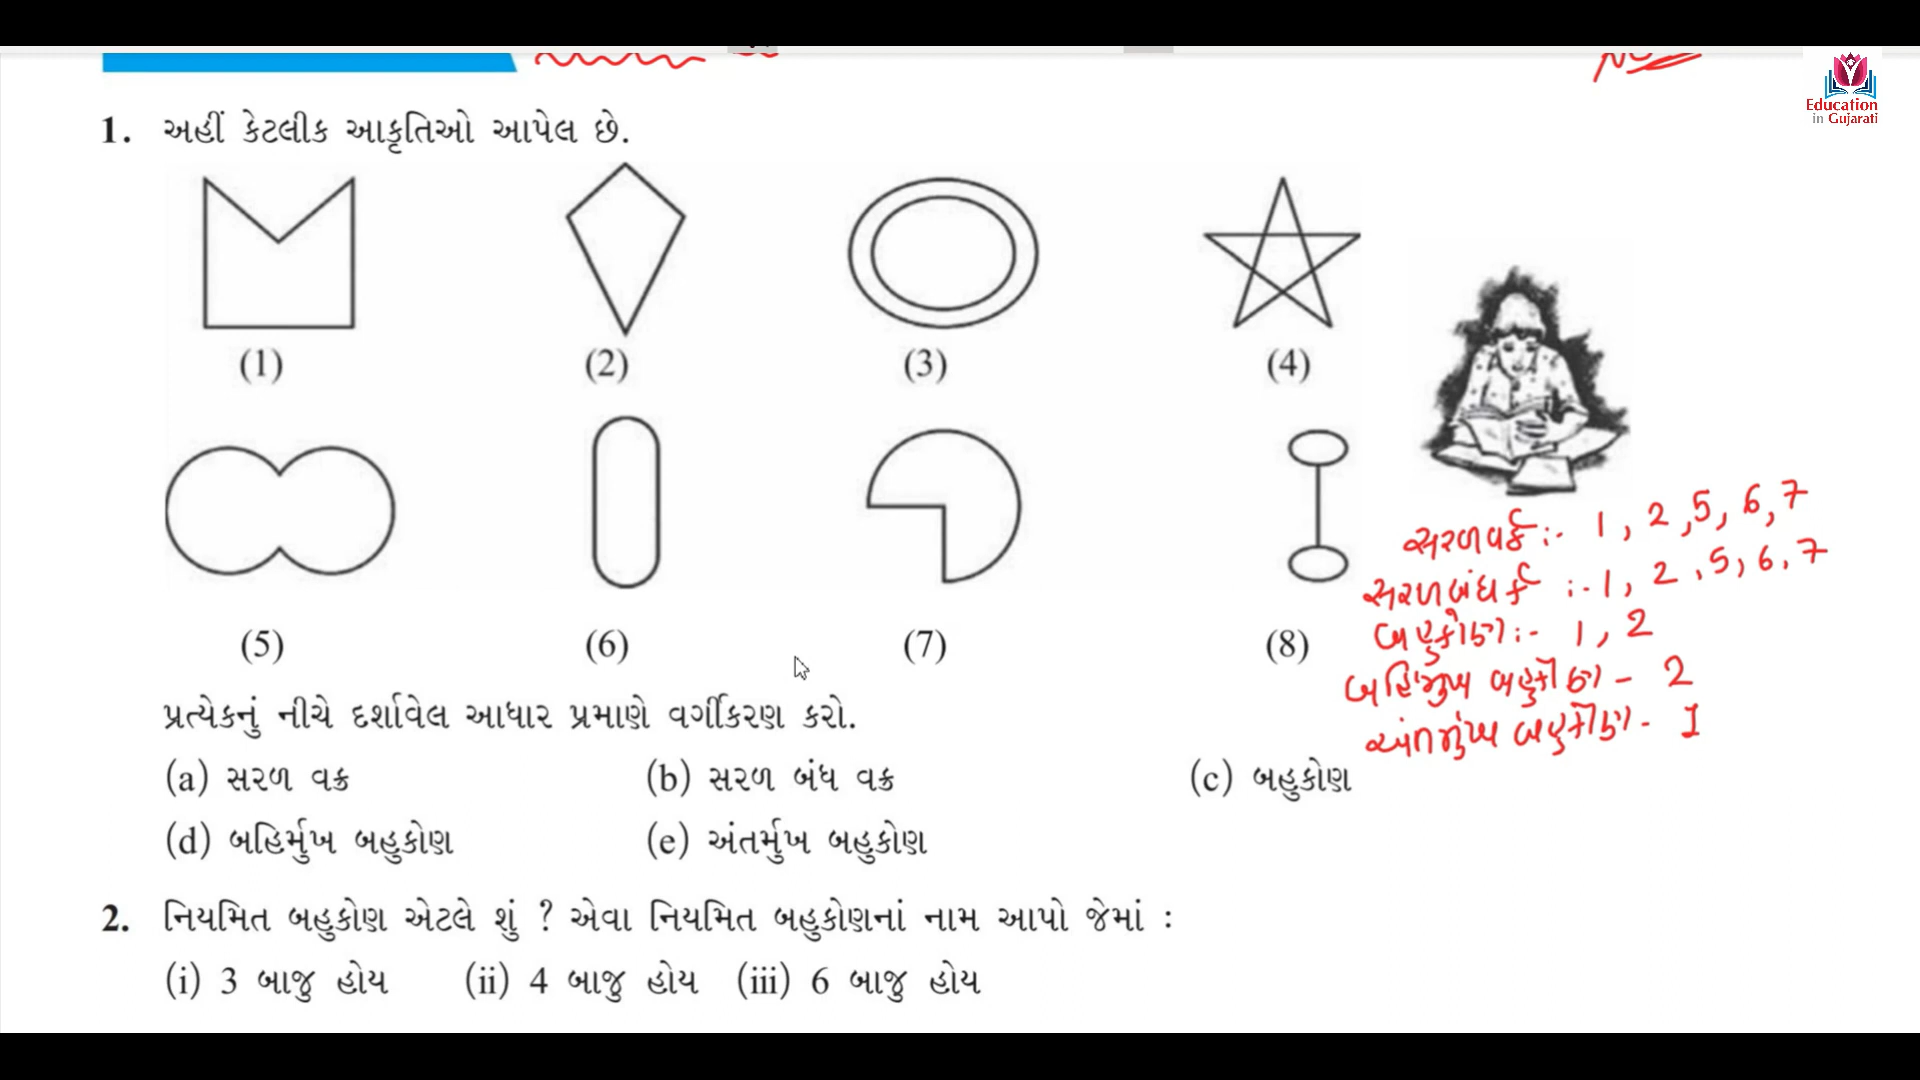 Education
in Gujarati
1. અહીં કેટલીક આકૃતિઓ આપેલ છે.
(1) (2) (3) (4)
(5) (6) (7) (8)
સરળવર્ક :- 1, 2, 5, 6, 7
સરળબંધર્ક :- 1, 2, 5, 6, 7
બહુકોણ :- 1, 2
બહિર્મુખ બહુકોણ - 2
અંતર્મુખ બહુકોણ - 1
પ્રત્યેકનું નીચે દર્શાવેલ આધાર પ્રમાણે વર્ગીકરણ કરો.
(a) સરળ વક્ર (b) સરળ બંધ વક્ર (c) બહુકોણ
(d) બહિર્મુખ બહુકોણ (e) અંતર્મુખ બહુકોણ
2. નિયમિત બહુકોણ એટલે શું ? એવા નિયમિત બહુકોણનાં નામ આપો જેમાં :
(i) 3 બાજુ હોય (ii) 4 બાજુ હોય (iii) 6 બાજુ હોય